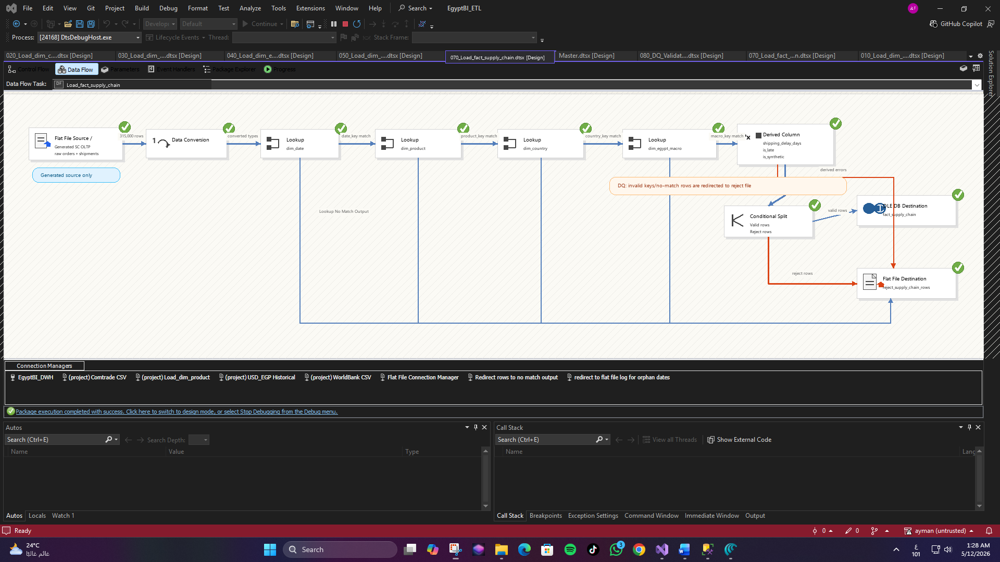 File Edit View Git Project Build Debug Format Test Analyze Tools Extensions Window Help Search EgyptBI_ETL AF
Develop Default Continue GitHub Copilot
Process: [24168] DtsDebugHost.exe Lifecycle Events Thread: Stack Frame:
020_Load_dim_c....dtsx [Design] 030_Load_dim_....dtsx [Design] 040_Load_dim_e....dtsx [Design] 050_Load_dim_....dtsx [Design] 070_Load_fact_supply_chain.dtsx [Design] Master.dtsx [Design] 080_DQ_Validat....dtsx [Design] 070_Load_fact_...n.dtsx [Design] 010_Load_dim_....dtsx [Design]
Solution Explorer
Control Flow Data Flow Parameters Event Handlers Package Explorer Progress
Data Flow Task: DF Load_fact_supply_chain
Flat File Source /
Generated SC OLTP
raw orders + shipments
315,000 rows
Generated source only
Data Conversion
converted types
Lookup
dim_date
date_key match
Lookup
dim_product
product_key match
Lookup
dim_country
country_key match
Lookup
dim_egypt_macro
macro_key match
Derived Column
shipping_delay_days
is_late
is_synthetic
derived errors
DQ: invalid keys/no-match rows are redirected to reject file
Lookup No Match Output
Conditional Split
Valid rows
Reject rows
valid rows
OLE DB Destination
fact_supply_chain
reject rows
Flat File Destination
reject_supply_chain_rows
Connection Managers
EgyptBI_DWH (project) Comtrade CSV (project) Load_dim_product (project) USD_EGP Historical (project) WorldBank CSV Flat File Connection Manager Redirect rows to no match output redirect to flat file log for orphan dates
Package execution completed with success. Click here to switch to design mode, or select Stop Debugging from the Debug menu.
Autos
Search (Ctrl+E) Search Depth:
Name Value Type
Autos Locals Watch 1
Call Stack
Search (Ctrl+E) View all Threads Show External Code
Name Lang
Call Stack Breakpoints Exception Settings Command Window Immediate Window Output
Ready 0 0 ayman (untrusted)
24°C
غائم غالبًا
Search
3
ع
101
1:28 AM
5/12/2026